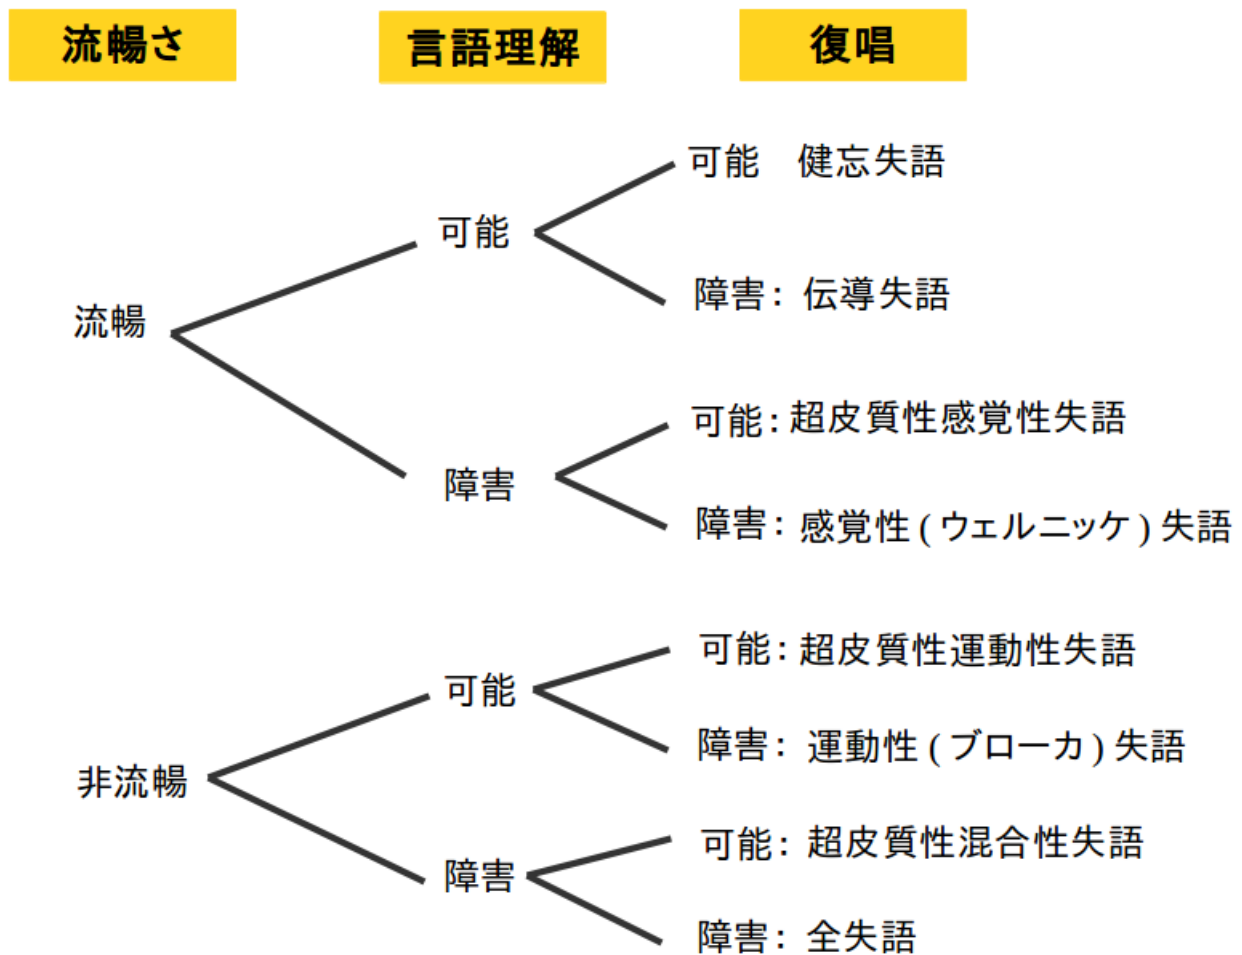 流暢さ
言語理解
復唱
流暢
可能
可能　健忘失語
障害：伝導失語
障害
可能：超皮質性感覚性失語
障害：感覚性(ウェルニッケ)失語
非流暢
可能
可能：超皮質性運動性失語
障害：運動性(ブローカ)失語
障害
可能：超皮質性混合性失語
障害：全失語